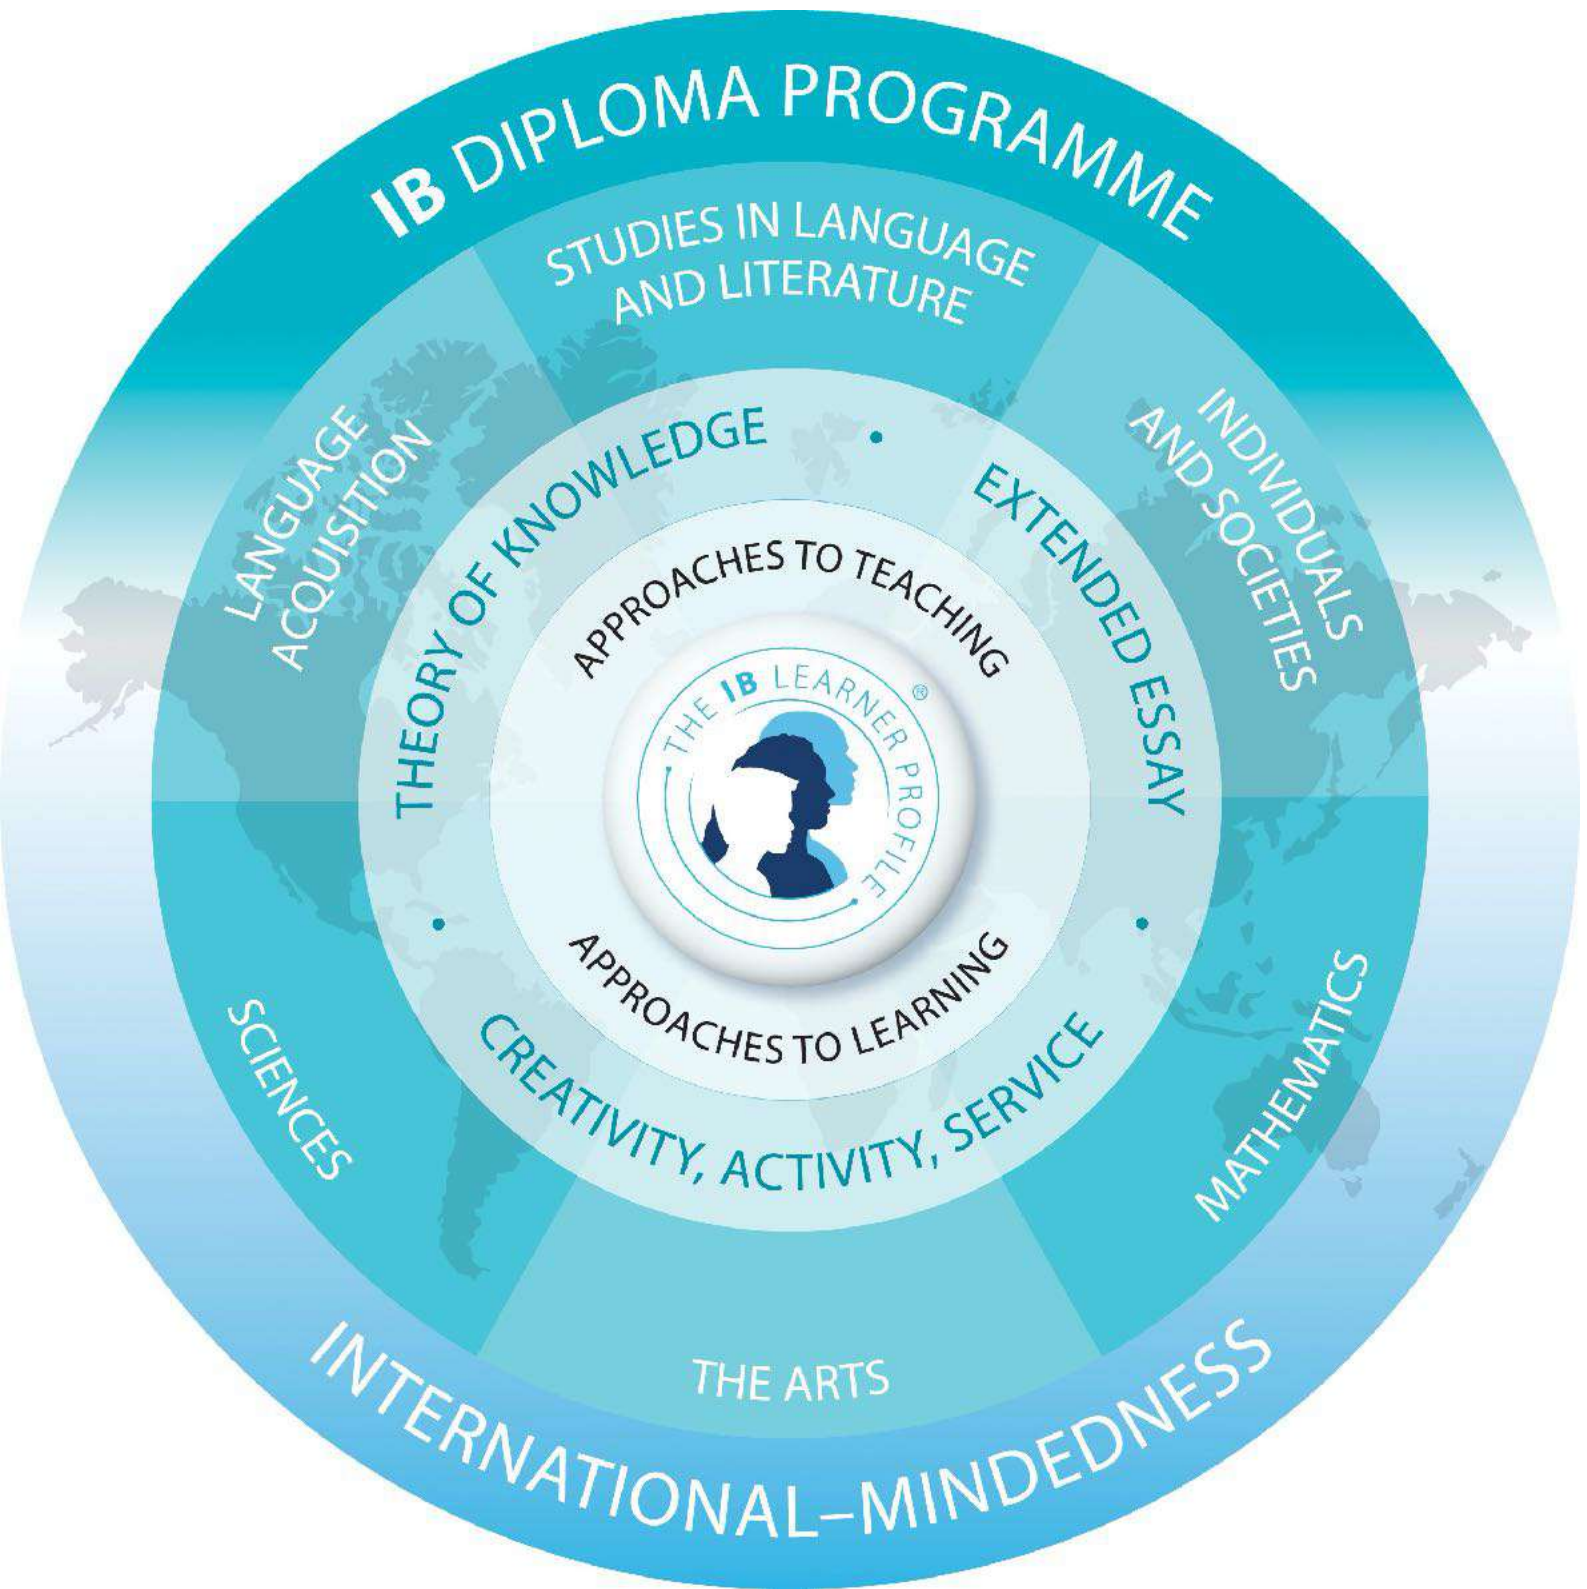 IB DIPLOMA PROGRAMME
STUDIES IN LANGUAGE
AND LITERATURE
LANGUAGE
ACQUISITION
INDIVIDUALS
AND SOCIETIES
THEORY OF KNOWLEDGE
•
EXTENDED ESSAY
APPROACHES TO TEACHING
THE IB LEARNER PROFILE
®
APPROACHES TO LEARNING
•
CREATIVITY, ACTIVITY, SERVICE
•
SCIENCES
MATHEMATICS
THE ARTS
INTERNATIONAL–MINDEDNESS